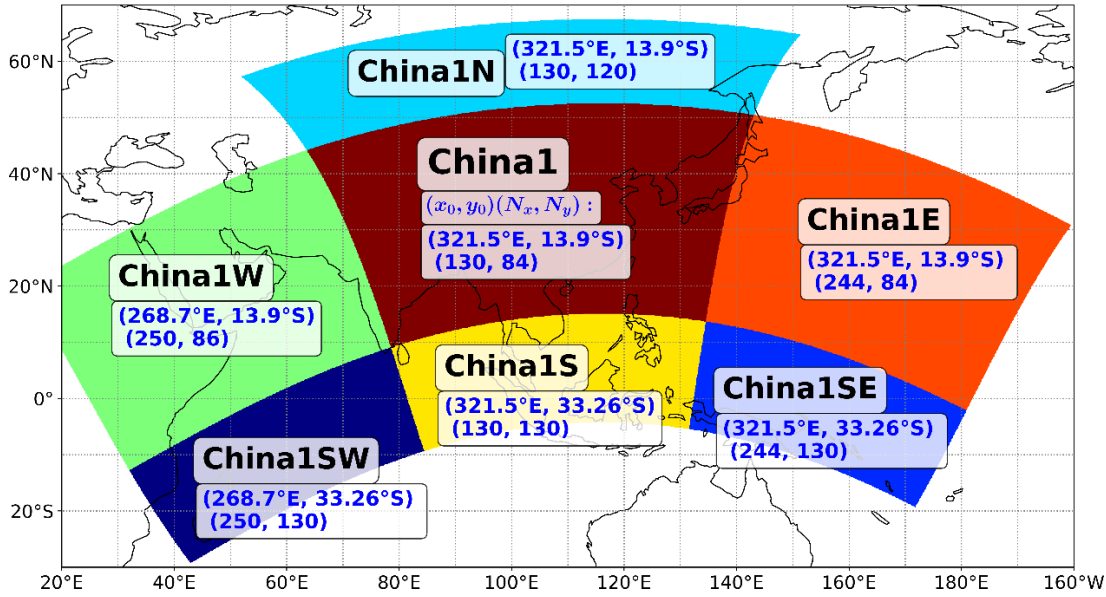 60°N
40°N
20°N
0°
20°S
China1N
(321.5°E, 13.9°S)
(130, 120)
China1
(x₀, y₀)(Nₓ, Nᵧ) :
(321.5°E, 13.9°S)
(130, 84)
China1E
(321.5°E, 13.9°S)
(244, 84)
China1W
(268.7°E, 13.9°S)
(250, 86)
China1S
(321.5°E, 33.26°S)
(130, 130)
China1SE
(321.5°E, 33.26°S)
(244, 130)
China1SW
(268.7°E, 33.26°S)
(250, 130)
20°E 40°E 60°E 80°E 100°E 120°E 140°E 160°E 180° 160°W